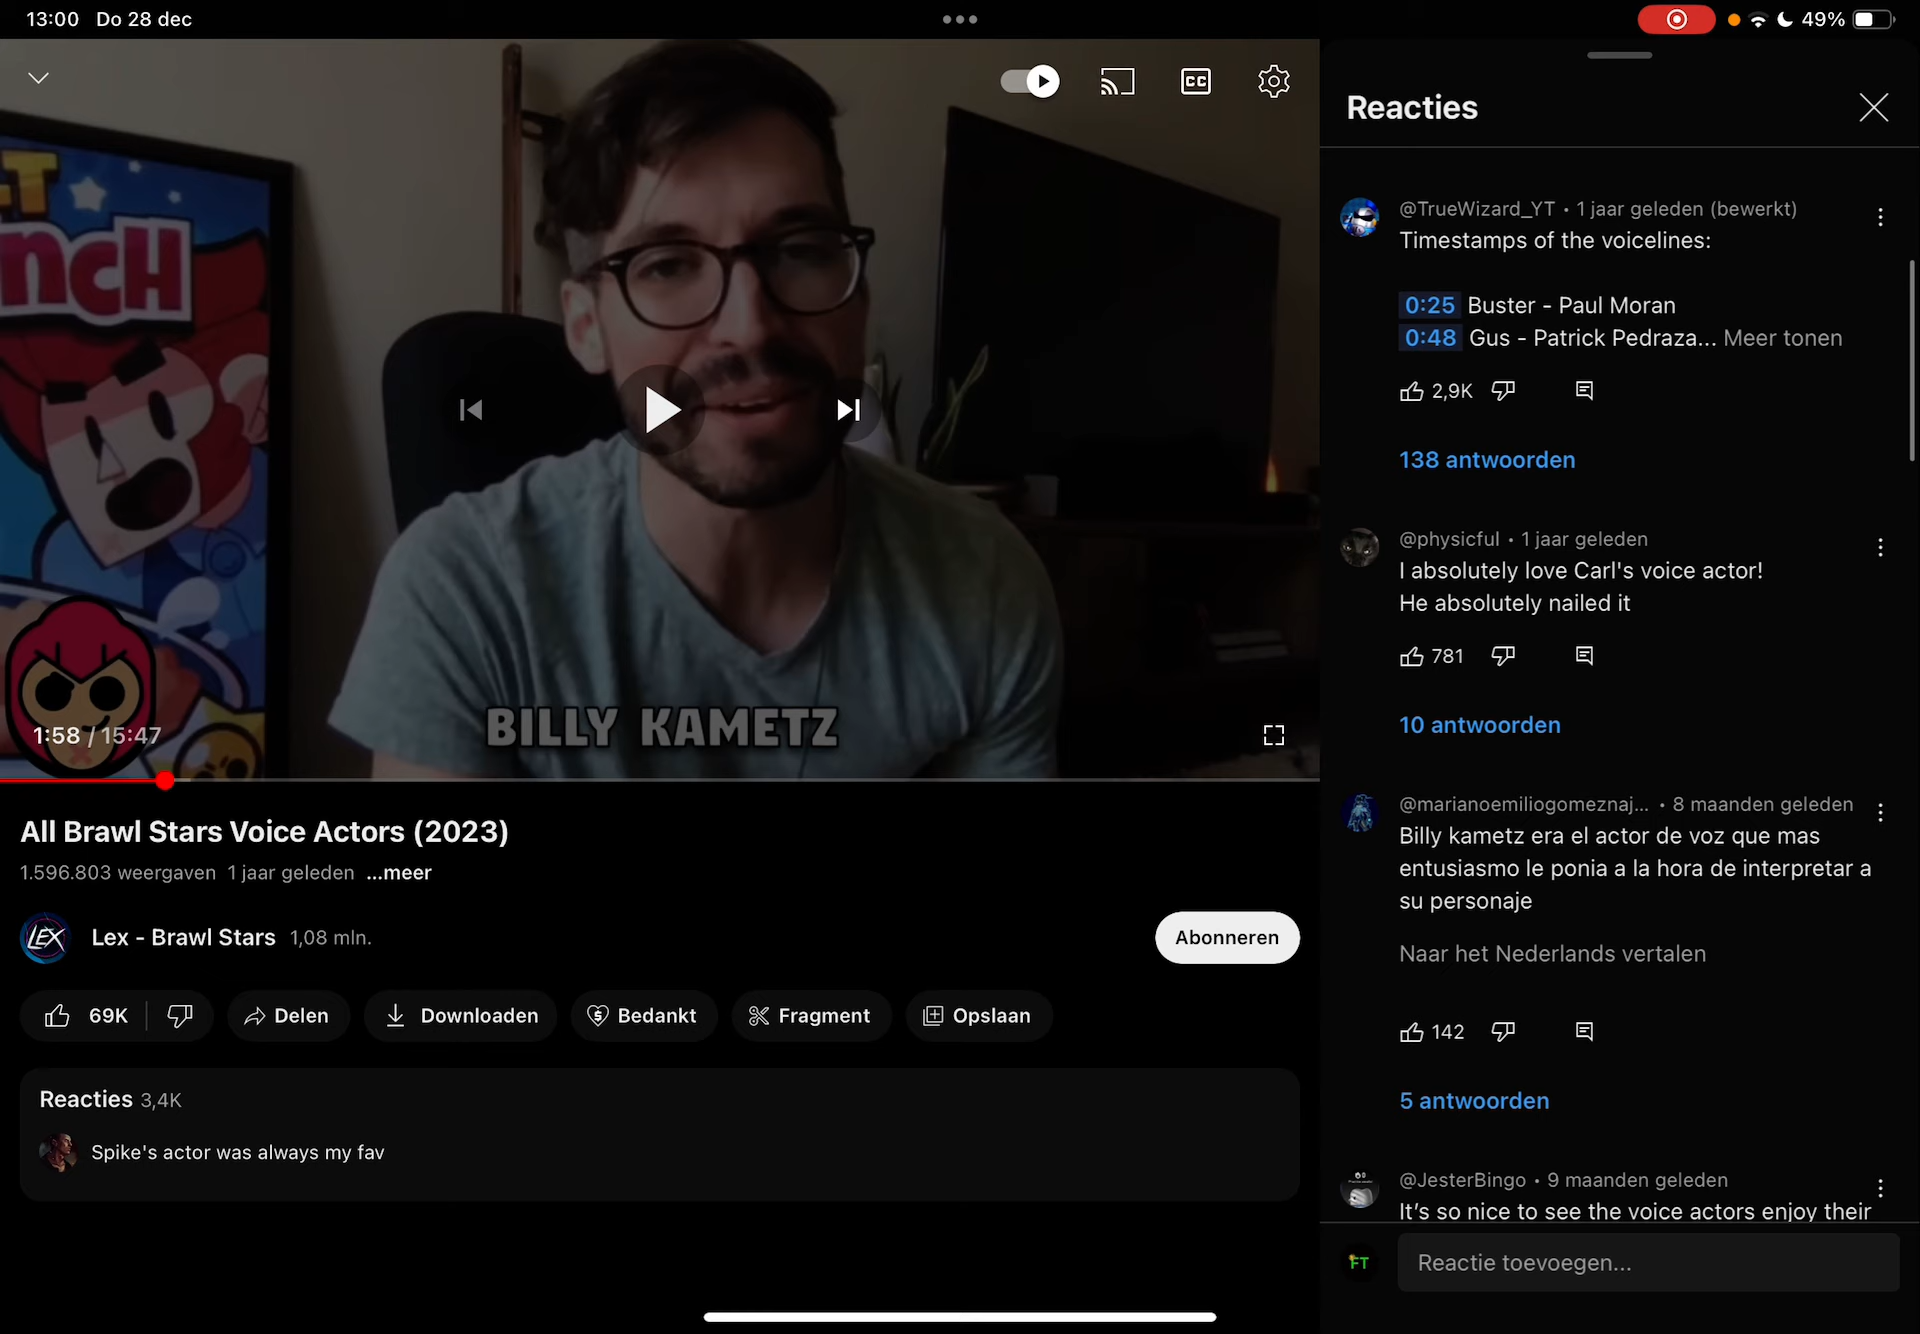 13:00 Do 28 dec
49%
CC
NCH
BILLY KAMETZ
1:58 / 15:47
All Brawl Stars Voice Actors (2023)
1.596.803 weergaven 1 jaar geleden ...meer
LEX
Lex - Brawl Stars 1,08 mln.
Abonneren
69K
Delen
Downloaden
Bedankt
Fragment
Opslaan
Reacties 3,4K
Spike's actor was always my fav
Reacties
@TrueWizard_YT • 1 jaar geleden (bewerkt)
Timestamps of the voicelines:
0:25 Buster - Paul Moran
0:48 Gus - Patrick Pedraza... Meer tonen
2,9K
138 antwoorden
@physicful • 1 jaar geleden
I absolutely love Carl's voice actor!
He absolutely nailed it
781
10 antwoorden
@marianoemiliogomeznaj... • 8 maanden geleden
Billy kametz era el actor de voz que mas
entusiasmo le ponia a la hora de interpretar a
su personaje
Naar het Nederlands vertalen
142
5 antwoorden
@JesterBingo • 9 maanden geleden
It’s so nice to see the voice actors enjoy their
FT
Reactie toevoegen...